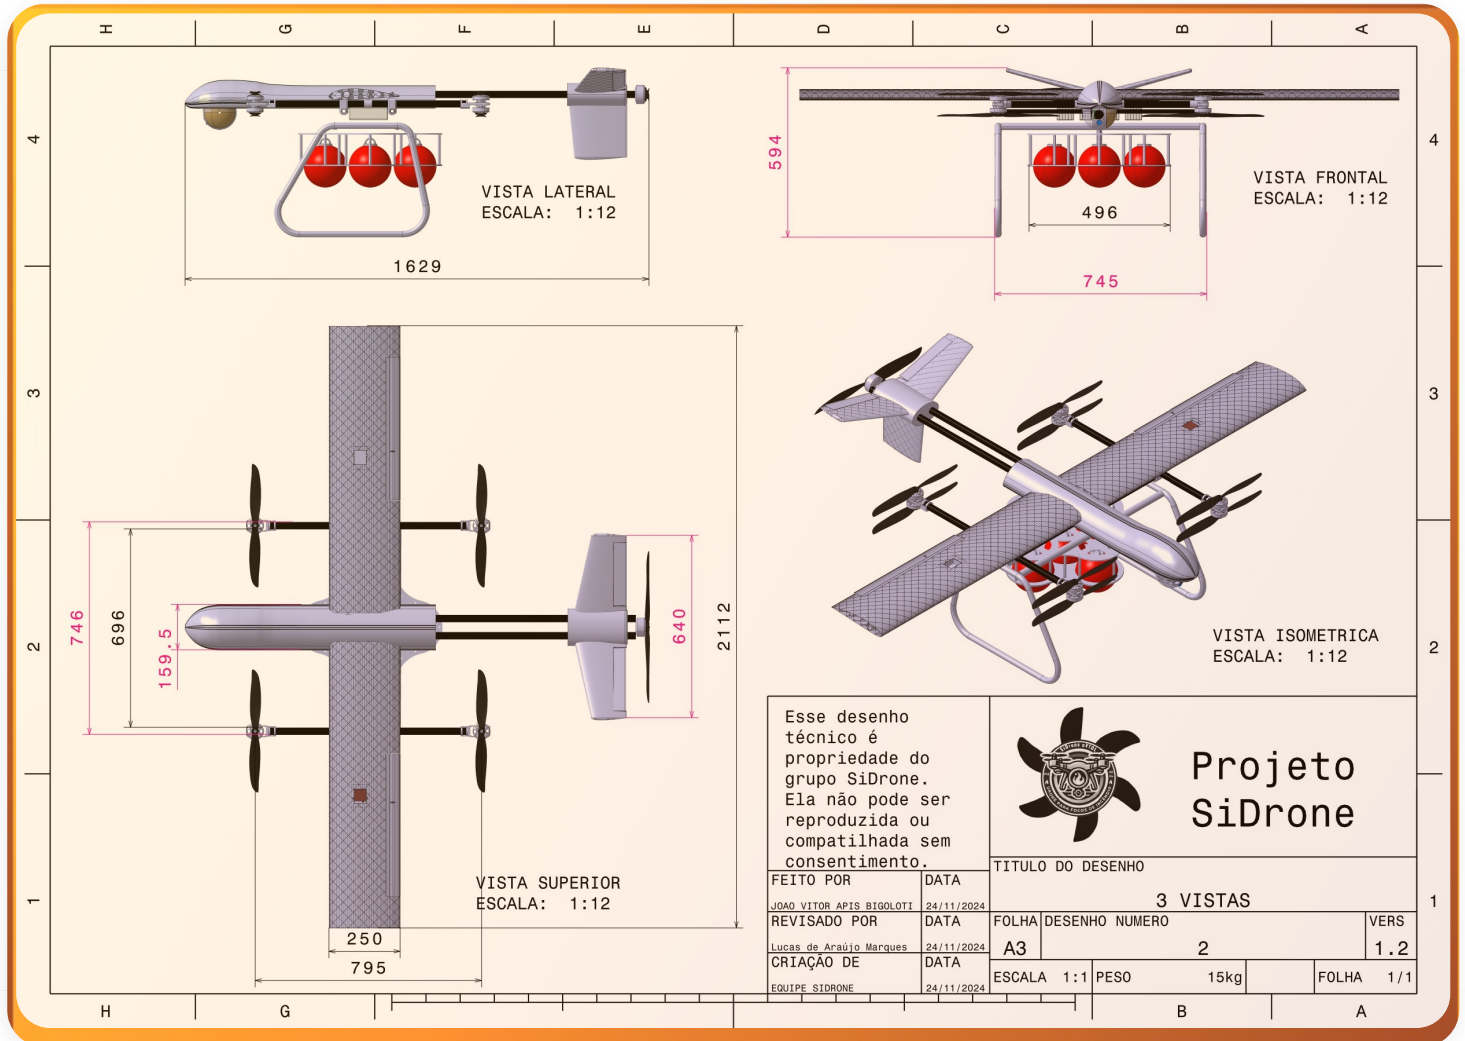 H G F E D C B A
4
4
VISTA LATERAL
ESCALA: 1:12
1629
594
VISTA FRONTAL
ESCALA: 1:12
496
745
3
3
746
696
159.5
640
2112
2
2
VISTA ISOMETRICA
ESCALA: 1:12
VISTA SUPERIOR
ESCALA: 1:12
250
795
1
1
Esse desenho
técnico é
propriedade do
grupo SiDrone.
Ela não pode ser
reproduzida ou
compatilhada sem
consentimento.
Projeto
SiDrone
TITULO DO DESENHO
3 VISTAS
FEITO POR DATA
JOAO VITOR APIS BIGOLOTI 24/11/2024
REVISADO POR DATA
Lucas de Araújo Marques 24/11/2024
CRIAÇÃO DE DATA
EQUIPE SIDRONE 24/11/2024
FOLHA DESENHO NUMERO VERS
A3 2 1.2
ESCALA 1:1 PESO 15kg FOLHA 1/1
H G B A